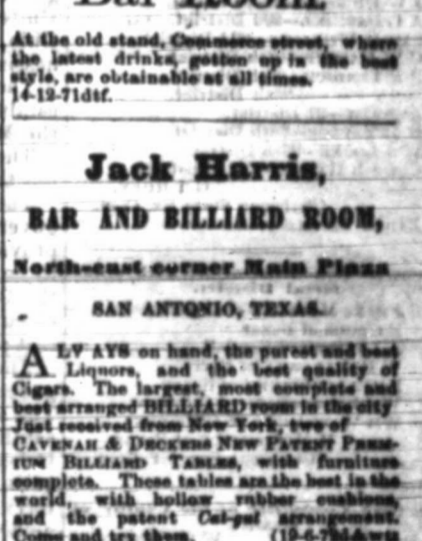 Bar Room.
At the old stand, Commerce street, where
the latest drinks, gotten up in the best
style, are obtainable at all times.
14-12-71dtf.
Jack Harris,
BAR AND BILLIARD ROOM,
North-east corner Main Plaza
SAN ANTONIO, TEXAS.
ALVAYS on hand, the purest and best
Liquors, and the best quality of
Cigars. The largest, most complete and
best arranged BILLIARD room in the city
Just received from New York, two of
CAVENAH & DECKERS NEW PATENT PREM-
IUM BILLIARD TABLES, with furniture
complete. These tables are the best in the
world, with hollow rubber cushions,
and the patent Cat-gut arrangement.
Come and try them.